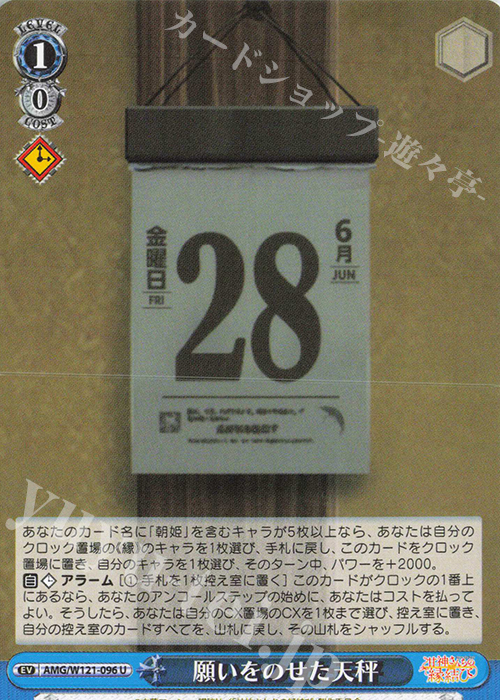 LEVEL
1
0
COST
カードショップ-遊々亭-
6
月
JUN
金曜日
FRI
28
yuyu-tei.jp
あなたのカード名に「朝姫」を含むキャラが5枚以上なら、あなたは自分の
クロック置場の《縁》のキャラを1枚選び、手札に戻し、このカードをクロック
置場に置き、自分のキャラを1枚選び、そのターン中、パワーを+2000。
自 アラーム [① 手札を1枚控え室に置く] このカードがクロックの1番上
にあるなら、あなたのアンコールステップの始めに、あなたはコストを払ってよ
い。そうしたら、あなたは自分のCX置場のCXを1枚まで選び、控え室に置き、
自分の控え室のカードすべてを、山札に戻し、その山札をシャッフルする。
EV
AMG/W121-096 U
願いをのせた天秤
甘神さんちの
縁結び